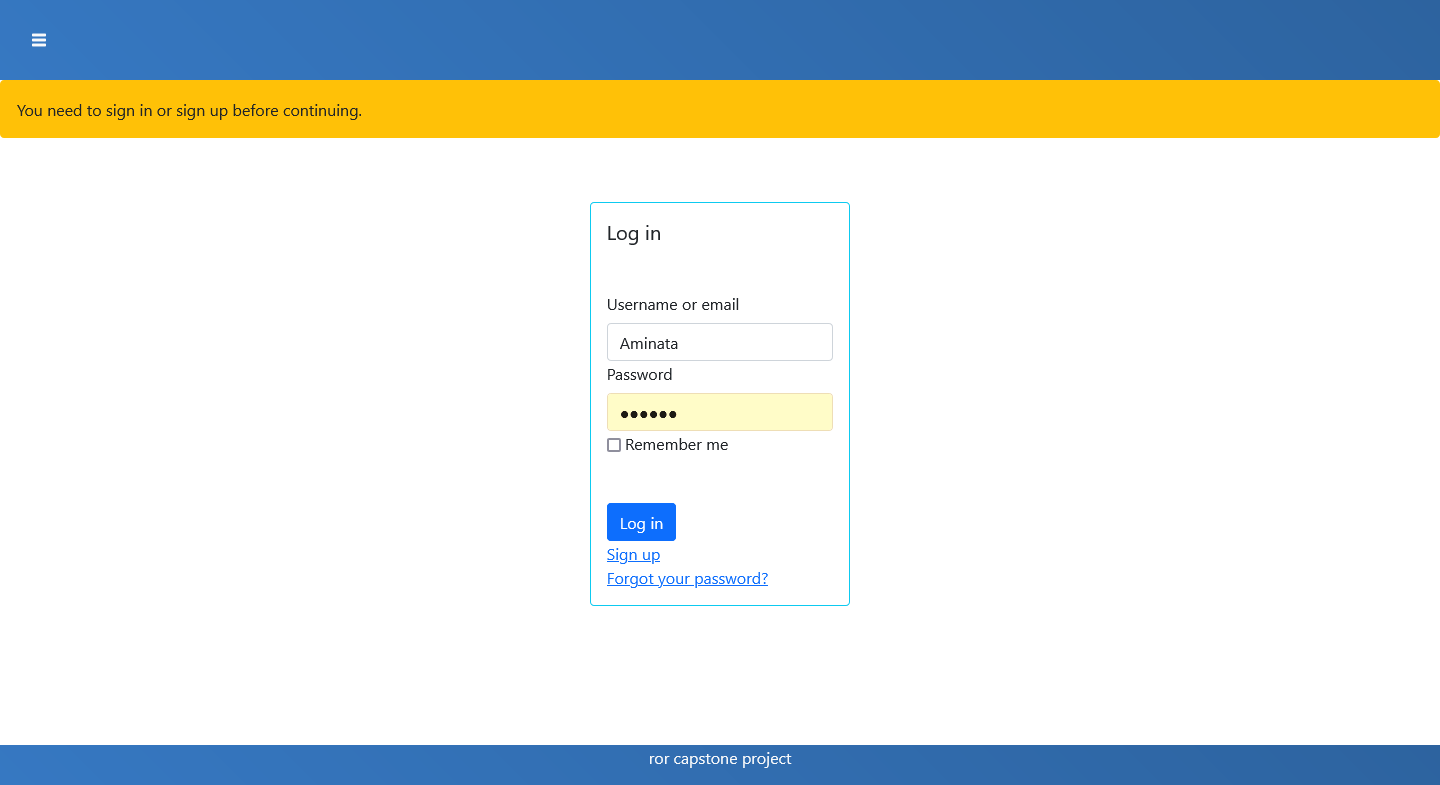 You need to sign in or sign up before continuing.
Log in
Username or email
Aminata
Password
●●●●●●
Remember me
Log in
Sign up
Forgot your password?
ror capstone project